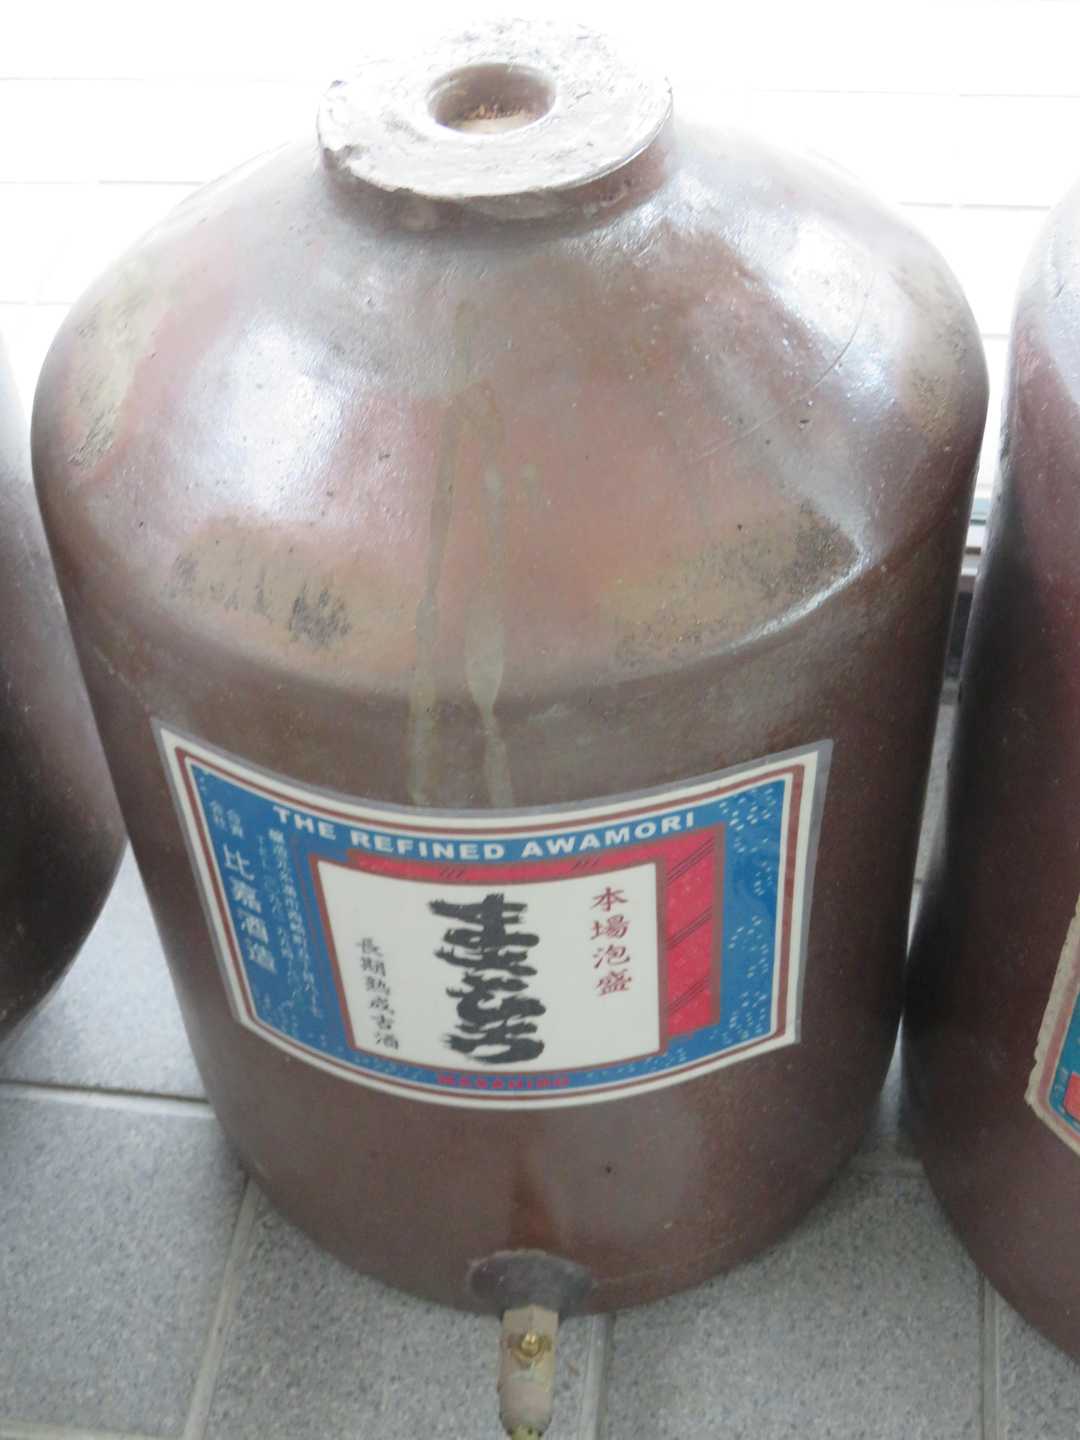 THE REFINED AWAMORI
本場泡盛
まさひろ
長期熟成古酒
MASAHIRO
合資会社
比嘉酒造